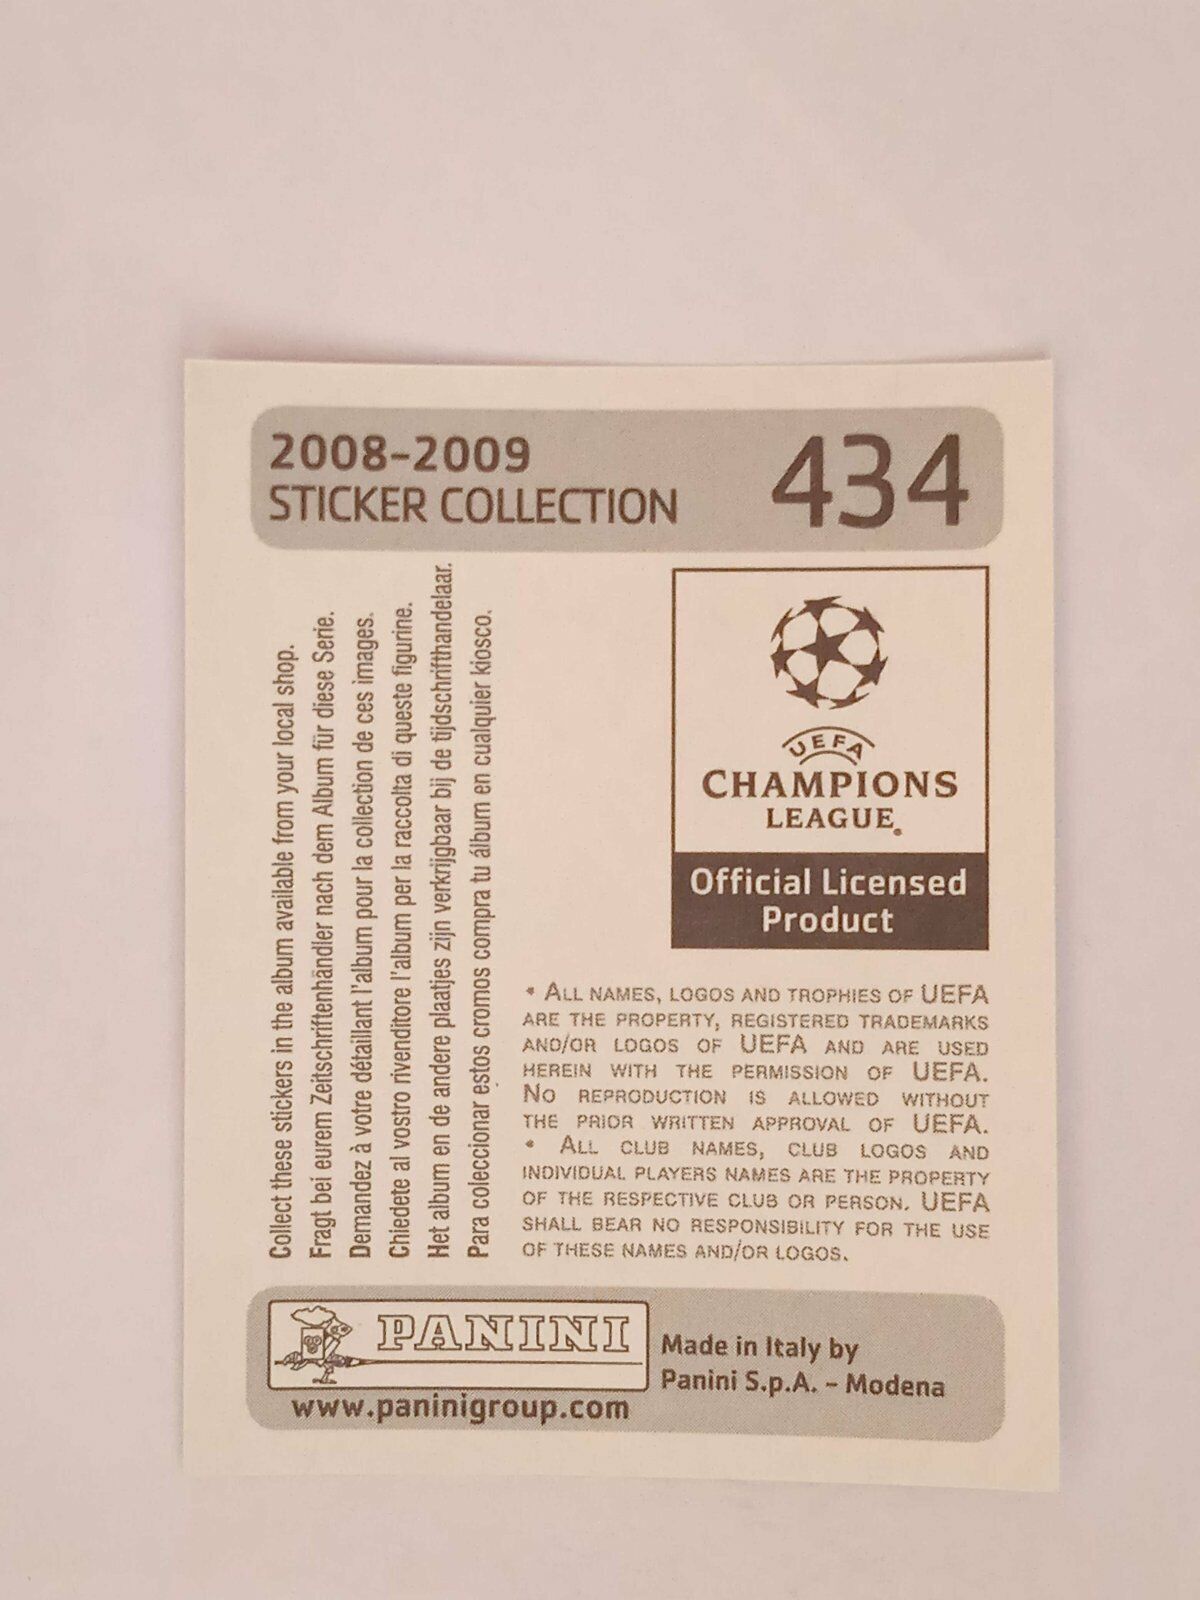 2008-2009
STICKER COLLECTION
434
Collect these stickers in the album available from your local shop.
Fragt bei eurem Zeitschriftenhändler nach dem Album für diese Serie.
Demandez à votre détaillant l'album pour la collection de ces images.
Chiedete al vostro rivenditore l'album per la raccolta di queste figurine.
Het album en de andere plaatjes zijn verkrijgbaar bij de tijdschrifthandelaar.
Para coleccionar estos cromos compra tu álbum en cualquier kiosco.
UEFA
CHAMPIONS
LEAGUE®
Official Licensed
Product
* ALL NAMES, LOGOS AND TROPHIES OF UEFA
ARE THE PROPERTY, REGISTERED TRADEMARKS
AND/OR LOGOS OF UEFA AND ARE USED
HEREIN WITH THE PERMISSION OF UEFA.
NO REPRODUCTION IS ALLOWED WITHOUT
THE PRIOR WRITTEN APPROVAL OF UEFA.
* ALL CLUB NAMES, CLUB LOGOS AND
INDIVIDUAL PLAYERS NAMES ARE THE PROPERTY
OF THE RESPECTIVE CLUB OR PERSON. UEFA
SHALL BEAR NO RESPONSIBILITY FOR THE USE
OF THESE NAMES AND/OR LOGOS.
PANINI
www.paninigroup.com
Made in Italy by
Panini S.p.A. - Modena